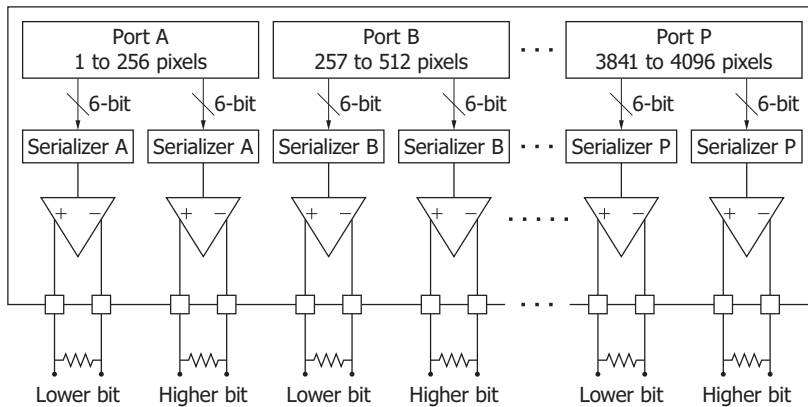 Port A
1 to 256 pixels
Port B
257 to 512 pixels
Port P
3841 to 4096 pixels
6-bit
6-bit
6-bit
6-bit
6-bit
6-bit
Serializer A
Serializer A
Serializer B
Serializer B
Serializer P
Serializer P
+ −
+ −
+ −
+ −
+ −
+ −
Lower bit
Higher bit
Lower bit
Higher bit
Lower bit
Higher bit